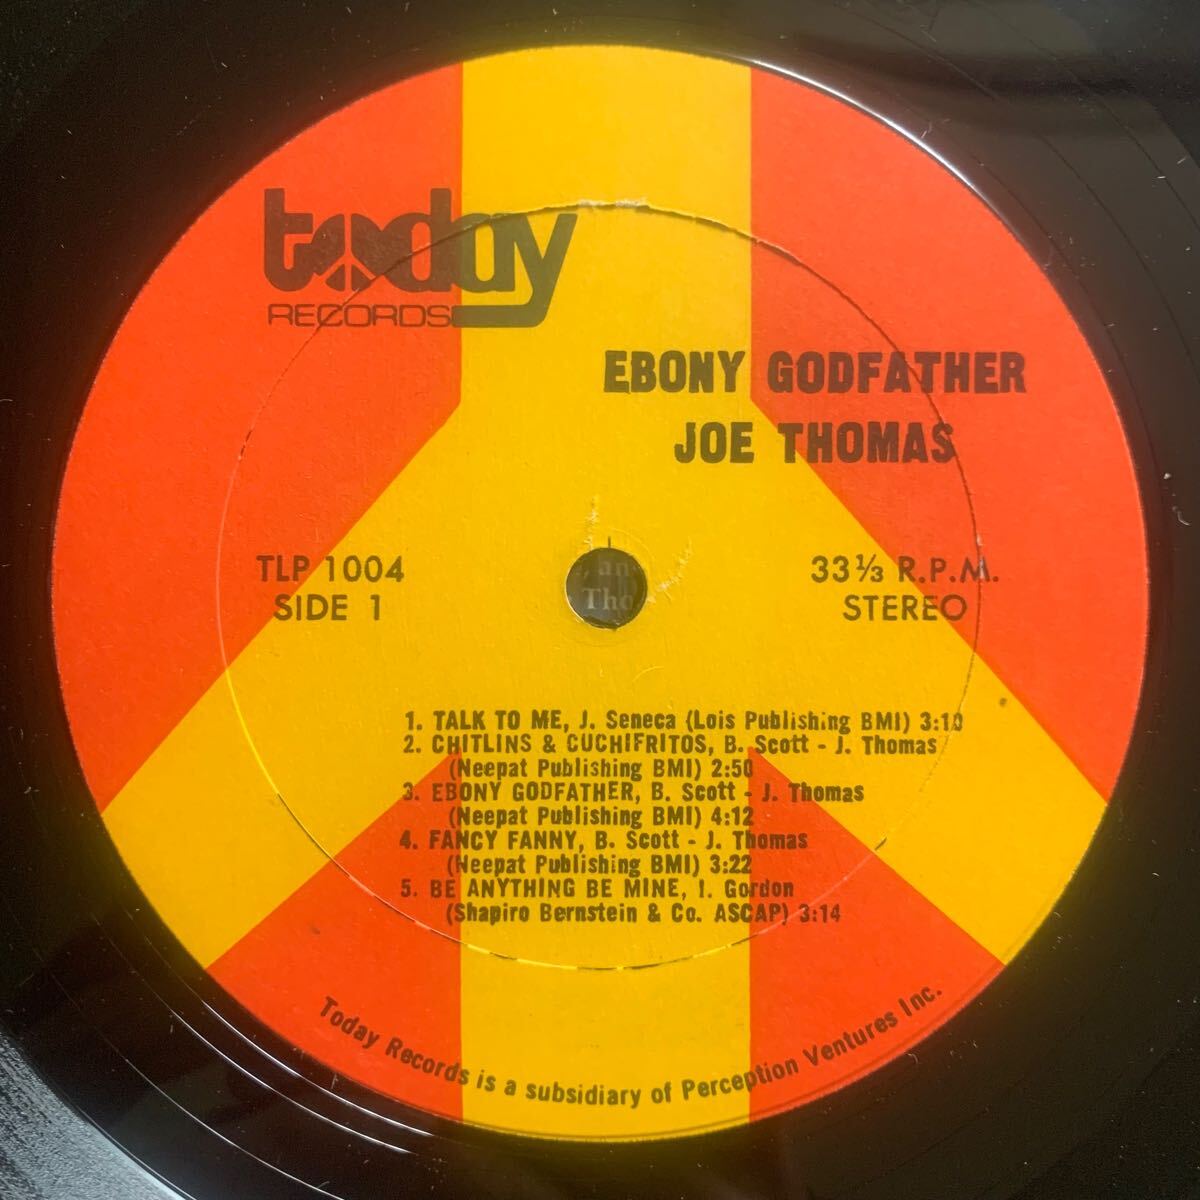 today
RECORDS
EBONY GODFATHER
JOE THOMAS
TLP 1004
SIDE 1
33⅓ R.P.M.
STEREO
, an
Tho
1. TALK TO ME, J. Seneca (Lois Publishing BMI) 3:10
2. CHITLINS & CUCHIFRITOS, B. Scott - J. Thomas
(Neepat Publishing BMI) 2:50
3. EBONY GODFATHER, B. Scott - J. Thomas
(Neepat Publishing BMI) 4:12
4. FANCY FANNY, B. Scott - J. Thomas
(Neepat Publishing BMI) 3:22
5. BE ANYTHING BE MINE, I. Gordon
(Shapiro Bernstein & Co. ASCAP) 3:14
Today Records is a subsidiary of Perception Ventures Inc.